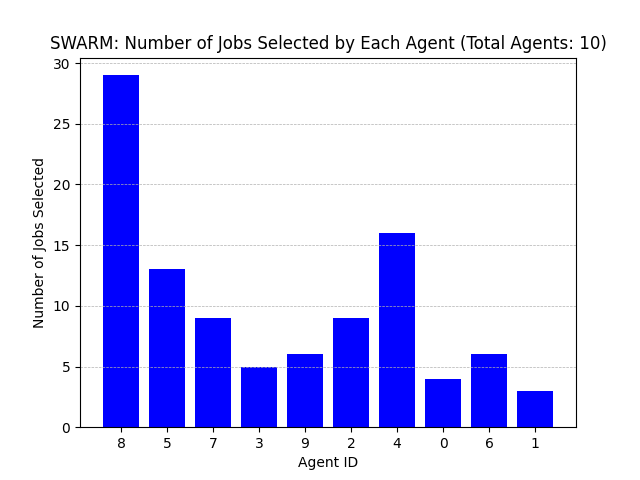 SWARM: Number of Jobs Selected by Each Agent (Total Agents: 10)
30
25
20
15
10
5
0
Number of Jobs Selected
8 5 7 3 9 2 4 0 6 1
Agent ID